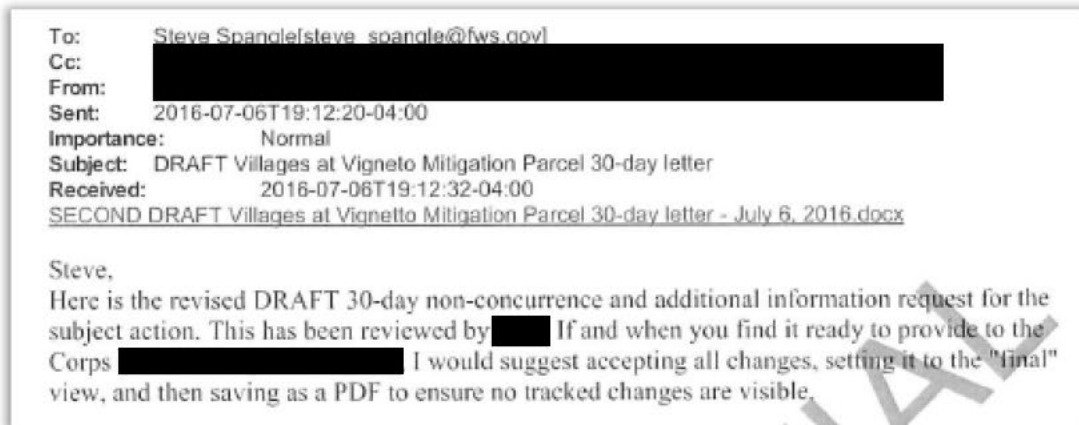 To: Steve Spangle[steve_spangle@fws.gov]
Cc:
From:
Sent: 2016-07-06T19:12:20-04:00
Importance: Normal
Subject: DRAFT Villages at Vigneto Mitigation Parcel 30-day letter
Received: 2016-07-06T19:12:32-04:00
SECOND DRAFT Villages at Vignetto Mitigation Parcel 30-day letter - July 6, 2016.docx
Steve,
Here is the revised DRAFT 30-day non-concurrence and additional information request for the
subject action. This has been reviewed by If and when you find it ready to provide to the
Corps I would suggest accepting all changes, setting it to the "final"
view, and then saving as a PDF to ensure no tracked changes are visible.